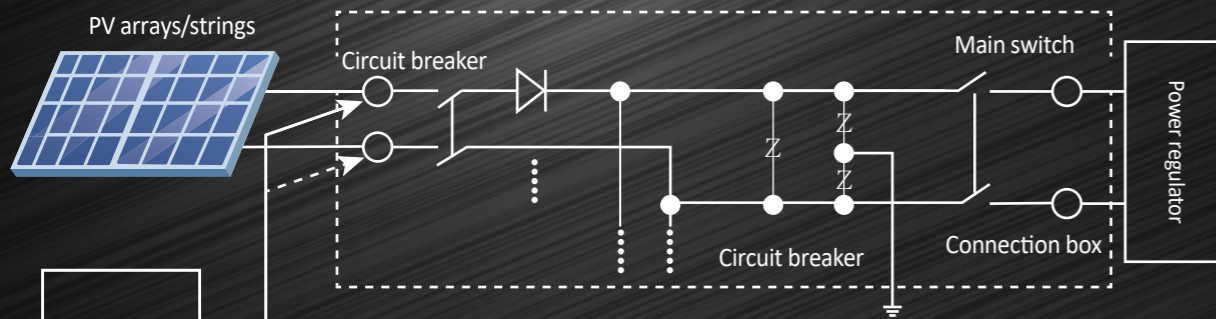 PV arrays/strings
Circuit breaker
Main switch
Power regulator
Z
Z
Z
Connection box
Circuit breaker